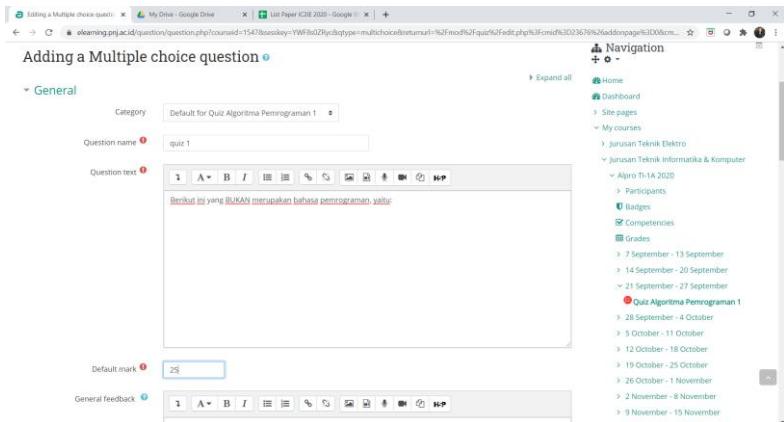 Editing a Multiple choice questi
My Drive - Google Drive
List Paper IC2IE 2020 - Google
elearning.pnj.ac.id/question/question.php?courseid=1547&sesskey=YWF8s0ZRyc&qtype=multichoice&returnurl=%2Fmod%2Fquiz%2Fedit.php%3Fcmid%3D23676%26addonpage%3D0&cm...
Adding a Multiple choice question
Expand all
General
Category
Default for Quiz Algoritma Pemrograman 1
Question name
quiz 1
Question text
A B I H-P
Berikut ini yang BUKAN merupakan bahasa pemrograman, yaitu:
Default mark
25
General feedback
A B I H-P
Navigation
Home
Dashboard
Site pages
My courses
Jurusan Teknik Elektro
Jurusan Teknik Informatika & Komputer
Alpro TI-1A 2020
Participants
Badges
Competencies
Grades
7 September - 13 September
14 September - 20 September
21 September - 27 September
Quiz Algoritma Pemrograman 1
28 September - 4 October
5 October - 11 October
12 October - 18 October
19 October - 25 October
26 October - 1 November
2 November - 8 November
9 November - 15 November